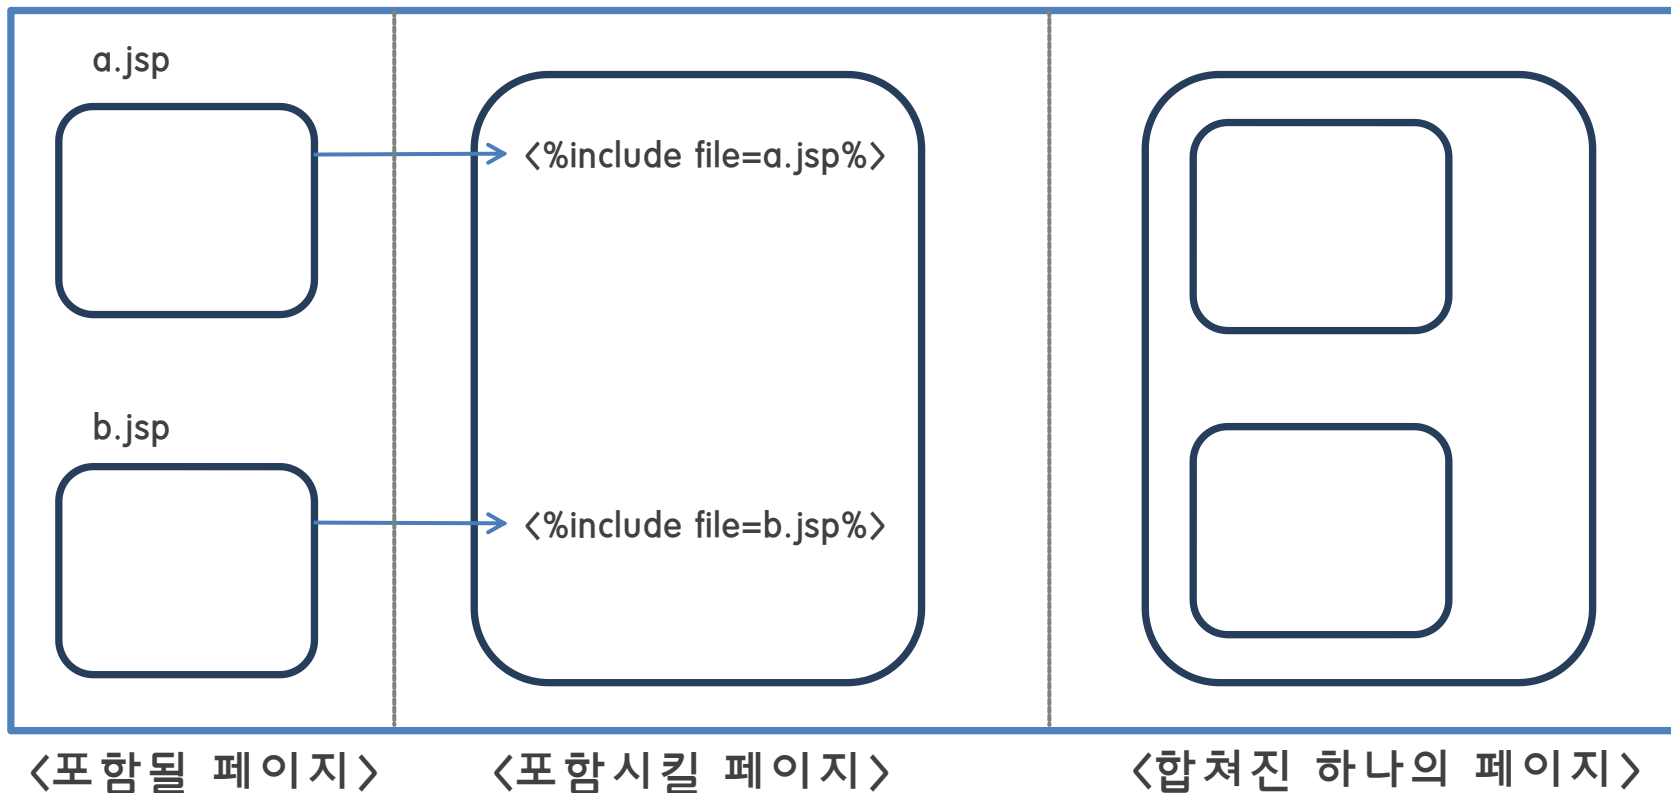 a.jsp
<%include file=a.jsp%>
b.jsp
<%include file=b.jsp%>
<포함될 페이지>
<포함시킬 페이지>
<합쳐진 하나의 페이지>